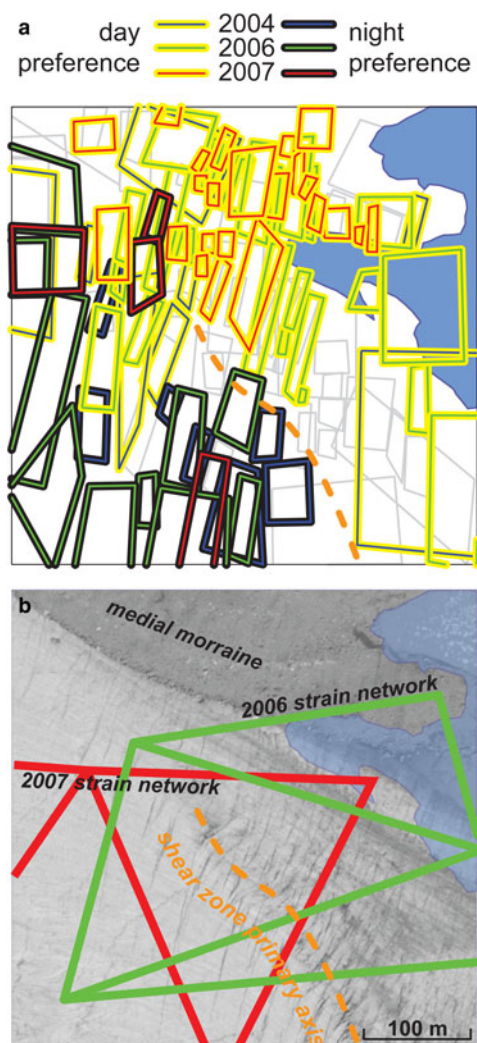 a
day preference
2004
2006
2007
night preference
b
medial morraine
2006 strain network
2007 strain network
shear zone primary axis
100 m